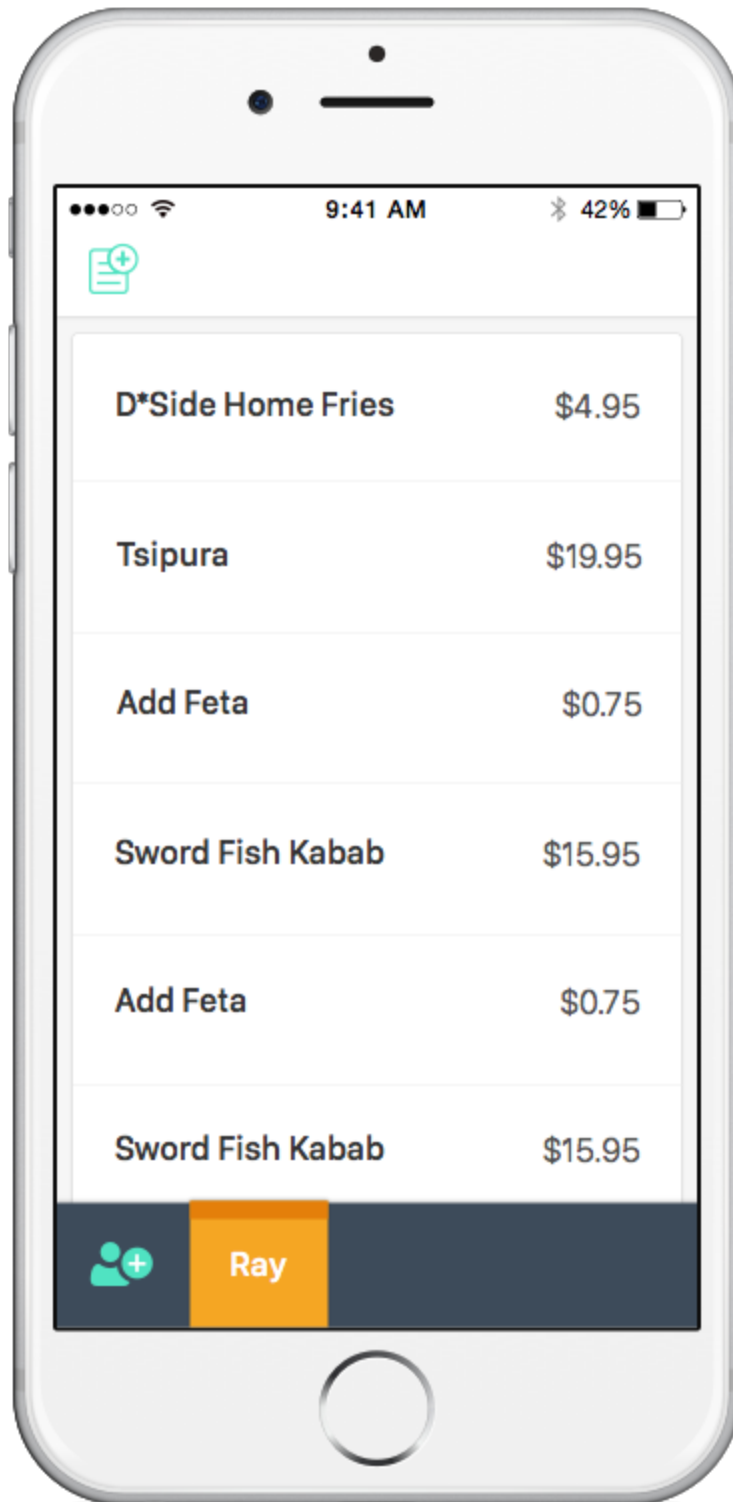 9:41 AM 42%
D*Side Home Fries $4.95
Tsipura $19.95
Add Feta $0.75
Sword Fish Kabab $15.95
Add Feta $0.75
Sword Fish Kabab $15.95
Ray